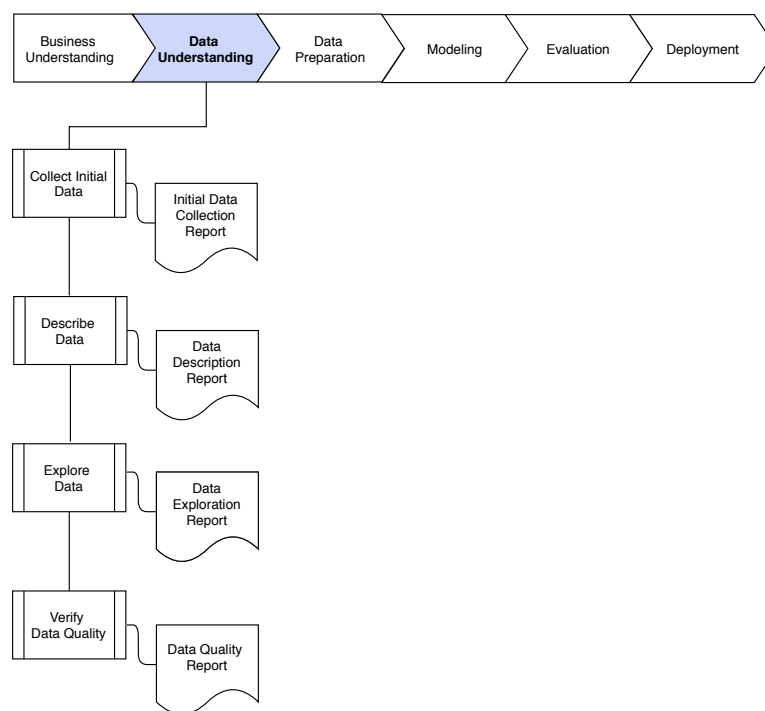 Business
Understanding
Data
Understanding
Data
Preparation
Modeling
Evaluation
Deployment
Collect Initial
Data
Initial Data
Collection
Report
Describe
Data
Data
Description
Report
Explore
Data
Data
Exploration
Report
Verify
Data Quality
Data Quality
Report